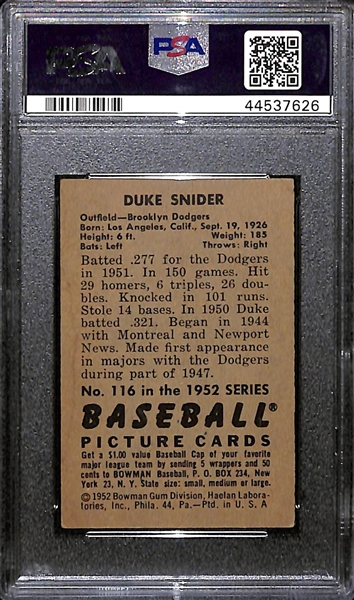 PSA
PSA
44537626
DUKE SNIDER
Outfield—Brooklyn Dodgers
Born: Los Angeles, Calif., Sept. 19, 1926
Height: 6 ft. Weight: 185
Bats: Left Throws: Right
Batted .277 for the Dodgers
in 1951. In 150 games. Hit
29 homers, 6 triples, 26 dou-
bles. Knocked in 101 runs.
Stole 14 bases. In 1950 Duke
batted .321. Began in 1944
with Montreal and Newport
News. Made first appearance
in majors with the Dodgers
during part of 1947.
No. 116 in the 1952 SERIES
BASEBALL®
PICTURE CARDS
Get a $1.00 value Baseball Cap of your favorite
major league team by sending 5 wrappers and 50
cents to BOWMAN Baseball, P. O. BOX 234, New
York 23, N. Y. State size: small, medium or large.
©1952 Bowman Gum Division, Haelan Labora-
tories, Inc., Phila. 44, Pa.—Ptd. in U. S. A